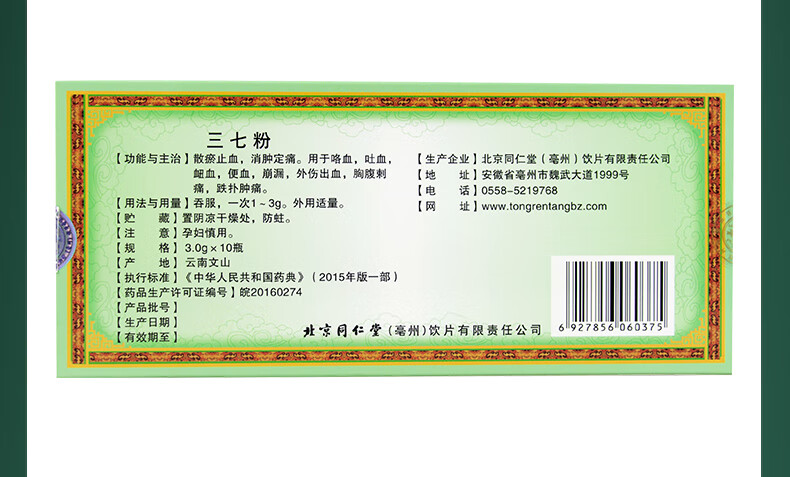 三七粉
【功能与主治】散瘀止血，消肿定痛。用于咯血，吐血，
衄血，便血，崩漏，外伤出血，胸腹刺
痛，跌扑肿痛。
【用法与用量】吞服，一次1～3g。外用适量。
【贮　　藏】置阴凉干燥处，防蛀。
【注　　意】孕妇慎用。
【规　　格】3.0g×10瓶
【产　　地】云南文山
【执行标准】《中华人民共和国药典》（2015年版一部）
【药品生产许可证编号】皖20160274
【产品批号】
【生产日期】
【有效期至】
【生产企业】北京同仁堂（亳州）饮片有限责任公司
【地　　址】安徽省亳州市魏武大道1999号
【电　　话】0558-5219768
【网　　址】www.tongrentangbz.com
北京同仁堂（亳州）饮片有限责任公司
6 927856 060375